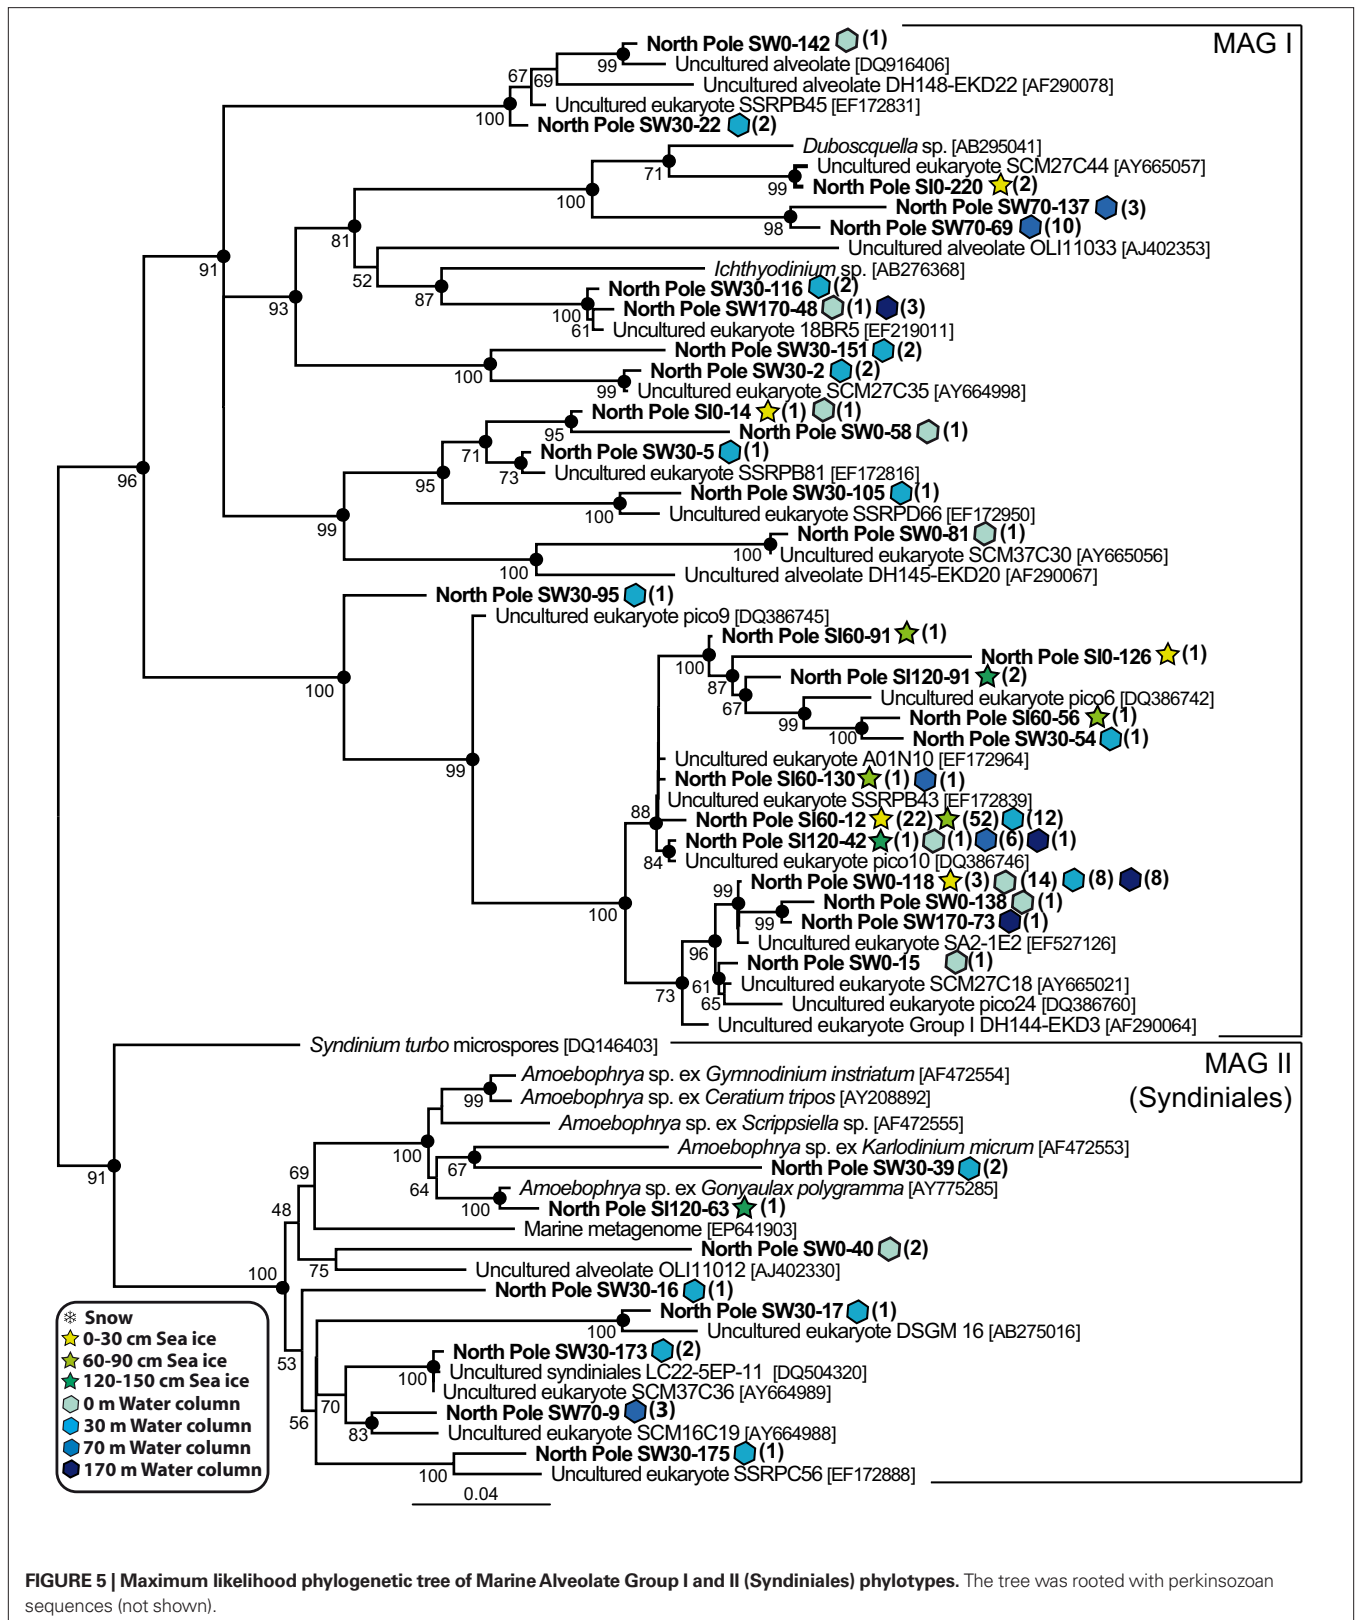 MAG I
North Pole SW0-142 (1)
99 Uncultured alveolate [DQ916406]
67 69 Uncultured alveolate DH148-EKD22 [AF290078]
Uncultured eukaryote SSRPB45 [EF172831]
100 North Pole SW30-22 (2)
Duboscquella sp. [AB295041]
71 Uncultured eukaryote SCM27C44 [AY665057]
99 North Pole SI0-220 (2)
100 North Pole SW70-137 (3)
98 North Pole SW70-69 (10)
81 Uncultured alveolate OLI11033 [AJ402353]
91 52 Ichthyodinium sp. [AB276368]
87 North Pole SW30-116 (2)
93 100 North Pole SW170-48 (1) (3)
61 Uncultured eukaryote 18BR5 [EF219011]
North Pole SW30-151 (2)
100 North Pole SW30-2 (2)
99 Uncultured eukaryote SCM27C35 [AY664998]
North Pole SI0-14 (1) (1)
95 North Pole SW0-58 (1)
71 North Pole SW30-5 (1)
96 73 Uncultured eukaryote SSRPB81 [EF172816]
95 North Pole SW30-105 (1)
100 Uncultured eukaryote SSRPD66 [EF172950]
99 North Pole SW0-81 (1)
100 Uncultured eukaryote SCM37C30 [AY665056]
100 Uncultured alveolate DH145-EKD20 [AF290067]
North Pole SW30-95 (1)
Uncultured eukaryote pico9 [DQ386745]
North Pole SI60-91 (1)
100 North Pole SI0-126 (1)
87 North Pole SI120-91 (2)
100 67 Uncultured eukaryote pico6 [DQ386742]
99 North Pole SI60-56 (1)
100 North Pole SW30-54 (1)
Uncultured eukaryote A01N10 [EF172964]
99 North Pole SI60-130 (1) (1)
Uncultured eukaryote SSRPB43 [EF172839]
88 North Pole SI60-12 (22) (52) (12)
North Pole SI120-42 (1) (1) (6) (1)
84 Uncultured eukaryote pico10 [DQ386746]
North Pole SW0-118 (3) (14) (8) (8)
99 North Pole SW0-138 (1)
100 99 North Pole SW170-73 (1)
Uncultured eukaryote SA2-1E2 [EF527126]
96 North Pole SW0-15 (1)
61 Uncultured eukaryote SCM27C18 [AY665021]
73 65 Uncultured eukaryote pico24 [DQ386760]
Uncultured eukaryote Group I DH144-EKD3 [AF290064]
Syndinium turbo microspores [DQ146403]
MAG II
(Syndiniales)
Amoebophrya sp. ex Gymnodinium instriatum [AF472554]
99 Amoebophrya sp. ex Ceratium tripos [AY208892]
Amoebophrya sp. ex Scrippsiella sp. [AF472555]
100 Amoebophrya sp. ex Karlodinium micrum [AF472553]
91 69 67 North Pole SW30-39 (2)
64 Amoebophrya sp. ex Gonyaulax polygramma [AY775285]
48 100 North Pole SI120-63 (1)
Marine metagenome [EP641903]
North Pole SW0-40 (2)
100 75 Uncultured alveolate OLI11012 [AJ402330]
North Pole SW30-16 (1)
North Pole SW30-17 (1)
100 Uncultured eukaryote DSGM 16 [AB275016]
53 North Pole SW30-173 (2)
100 Uncultured syndiniales LC22-5EP-11 [DQ504320]
Uncultured eukaryote SCM37C36 [AY664989]
56 70 North Pole SW70-9 (3)
83 Uncultured eukaryote SCM16C19 [AY664988]
North Pole SW30-175 (1)
100 Uncultured eukaryote SSRPC56 [EF172888]
0.04
Snow
0-30 cm Sea ice
60-90 cm Sea ice
120-150 cm Sea ice
0 m Water column
30 m Water column
70 m Water column
170 m Water column
FIGURE 5 | Maximum likelihood phylogenetic tree of Marine Alveolate Group I and II (Syndiniales) phylotypes. The tree was rooted with perkinsozoan
sequences (not shown).